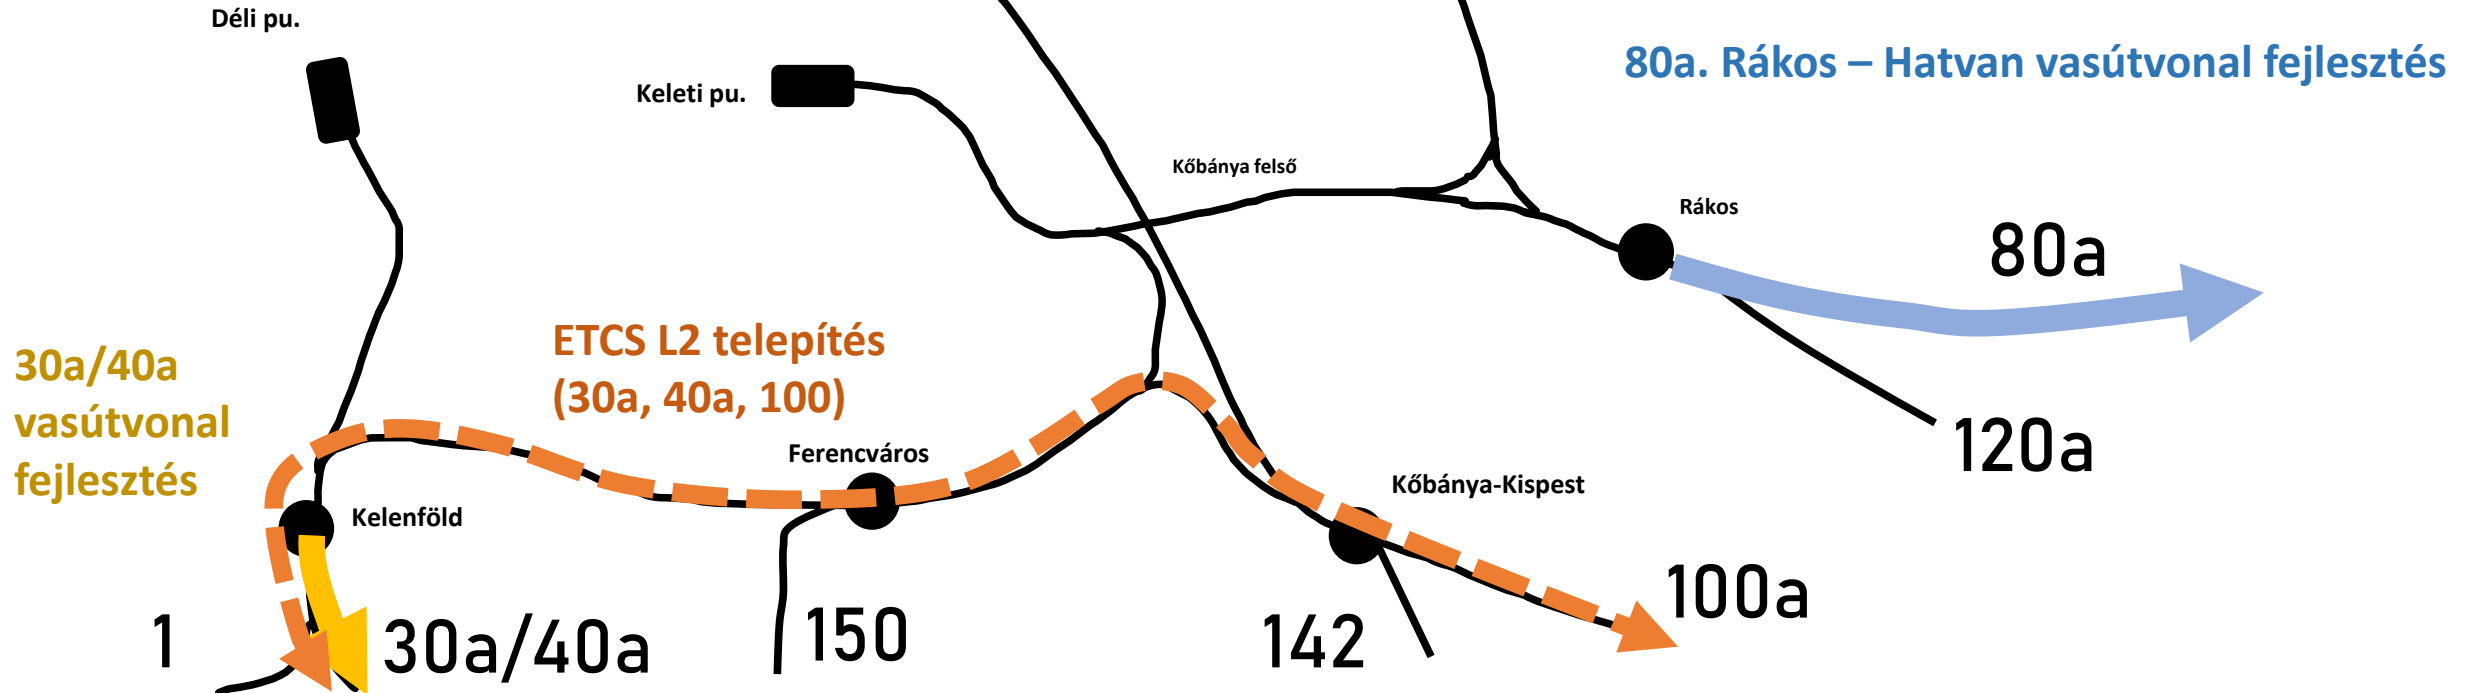 Déli pu.
Keleti pu.
80a. Rákos – Hatvan vasútvonal fejlesztés
Kőbánya felső
Rákos
80a
30a/40a
vasútvonal
fejlesztés
ETCS L2 telepítés
(30a, 40a, 100)
120a
Ferencváros
Kőbánya-Kispest
Kelenföld
100a
1
30a/40a
150
142